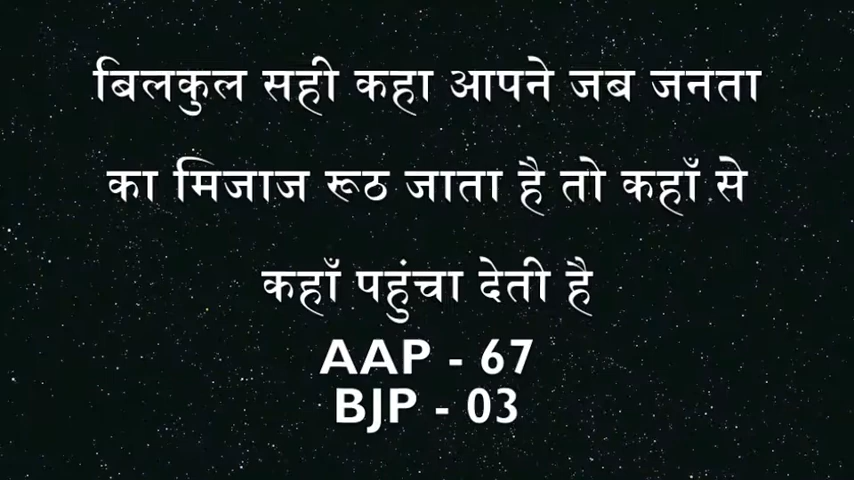 बिलकुल सही कहा आपने जब जनता
का मिजाज रूठ जाता है तो कहाँ से
कहाँ पहुंचा देती है
AAP - 67
BJP - 03